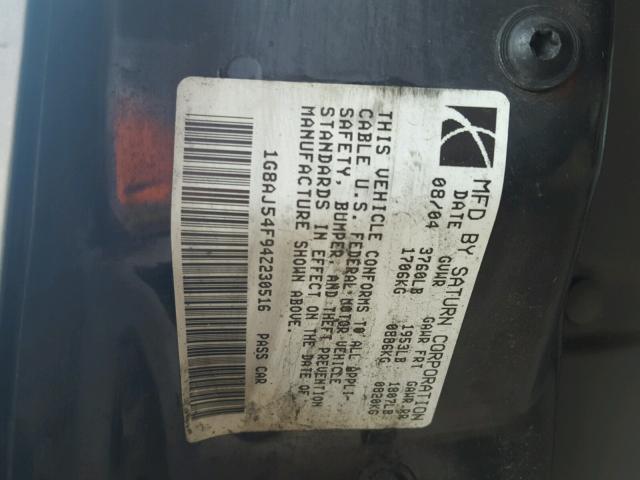 MFD BY SATURN CORPORATION
DATE GVWR GAWR FRT GAWR RR
08/04 3760LB 1953LB 1807LB
1706KG 0886KG 0820KG
THIS VEHICLE CONFORMS TO ALL APPLI-
CABLE U.S. FEDERAL MOTOR VEHICLE
SAFETY, BUMPER, AND THEFT PREVENTION
STANDARDS IN EFFECT ON THE DATE OF
MANUFACTURE SHOWN ABOVE.
1G8AJ54F94Z230516 PASS CAR